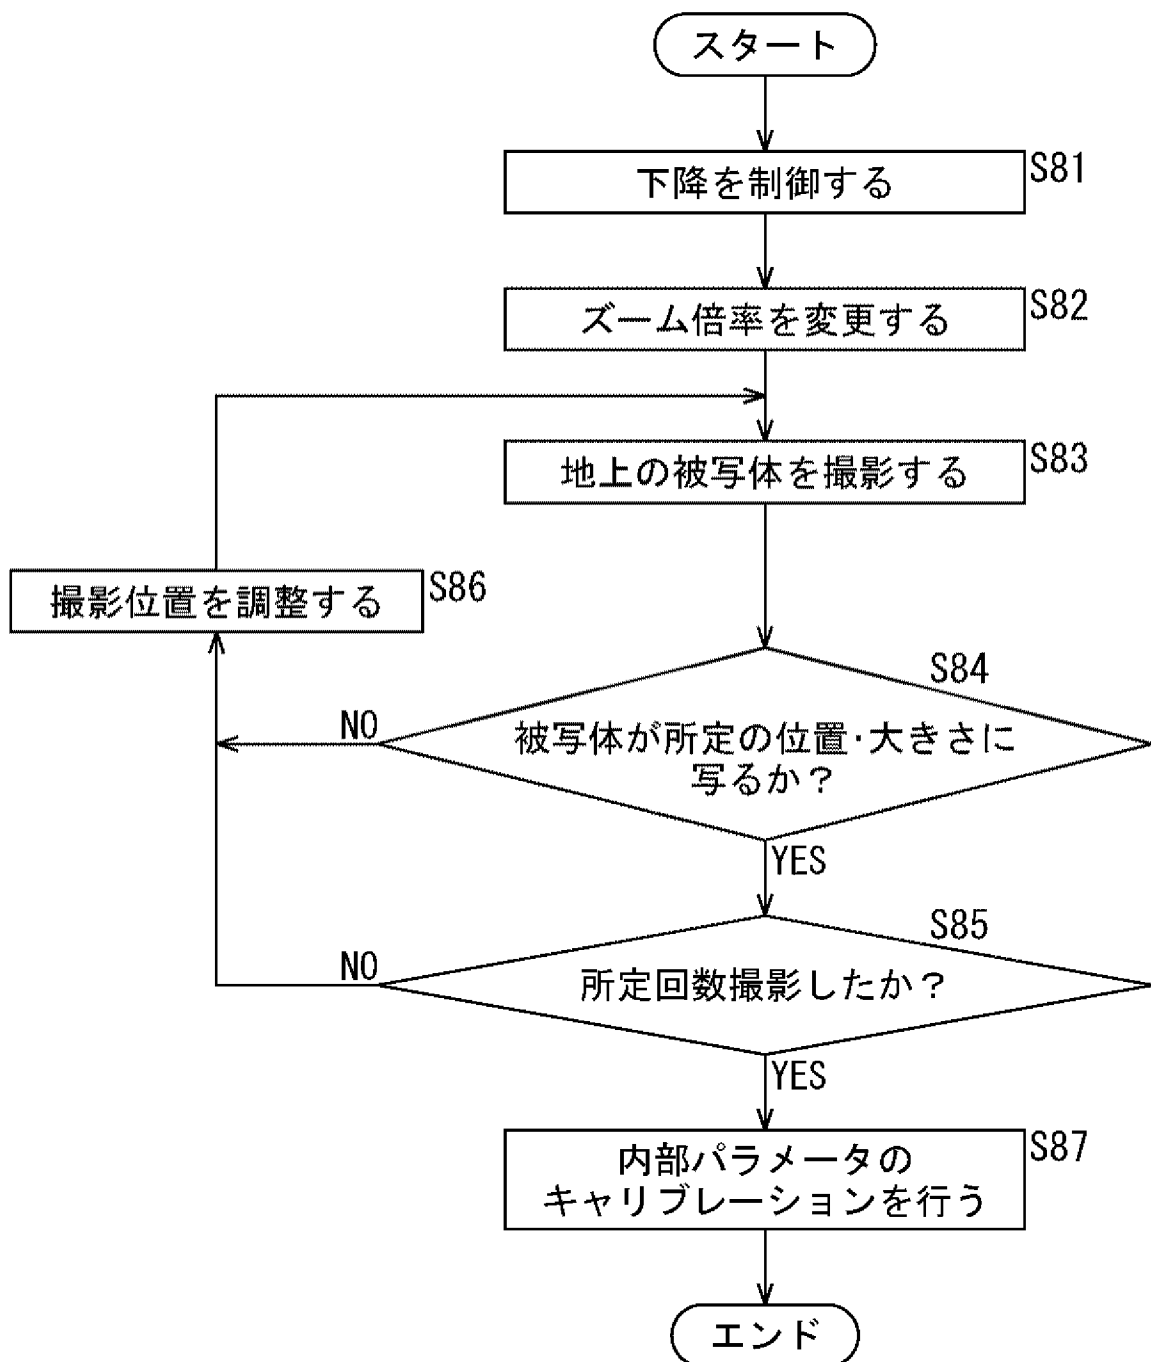 スタート
下降を制御する
S81
ズーム倍率を変更する
S82
地上の被写体を撮影する
S83
撮影位置を調整する
S86
S84
NO
被写体が所定の位置・大きさに
写るか？
YES
S85
NO
所定回数撮影したか？
YES
内部パラメータの
キャリブレーションを行う
S87
エンド